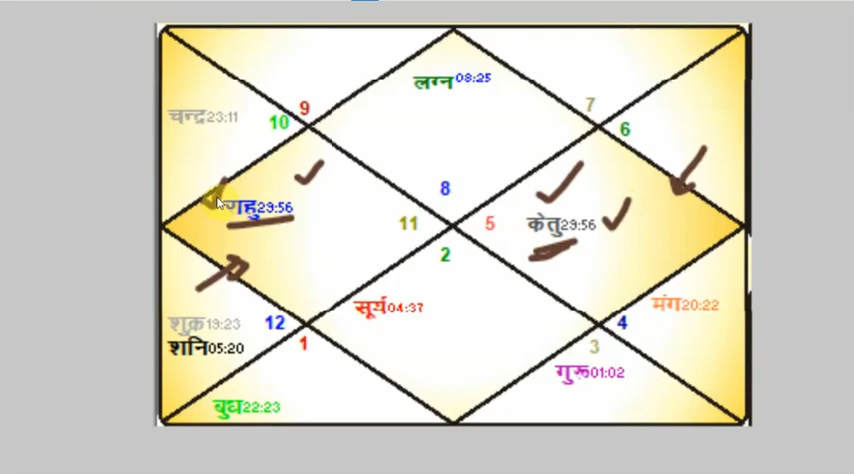 लग्न08:25
9
7
चन्द्र23:11
10
6
8
राहु29:56
11
5
केतु29:56
2
सूर्य04:37
मंग20:22
शुक्र19:23
12
4
शनि05:20
1
3
गुरू01:02
बुध22:23